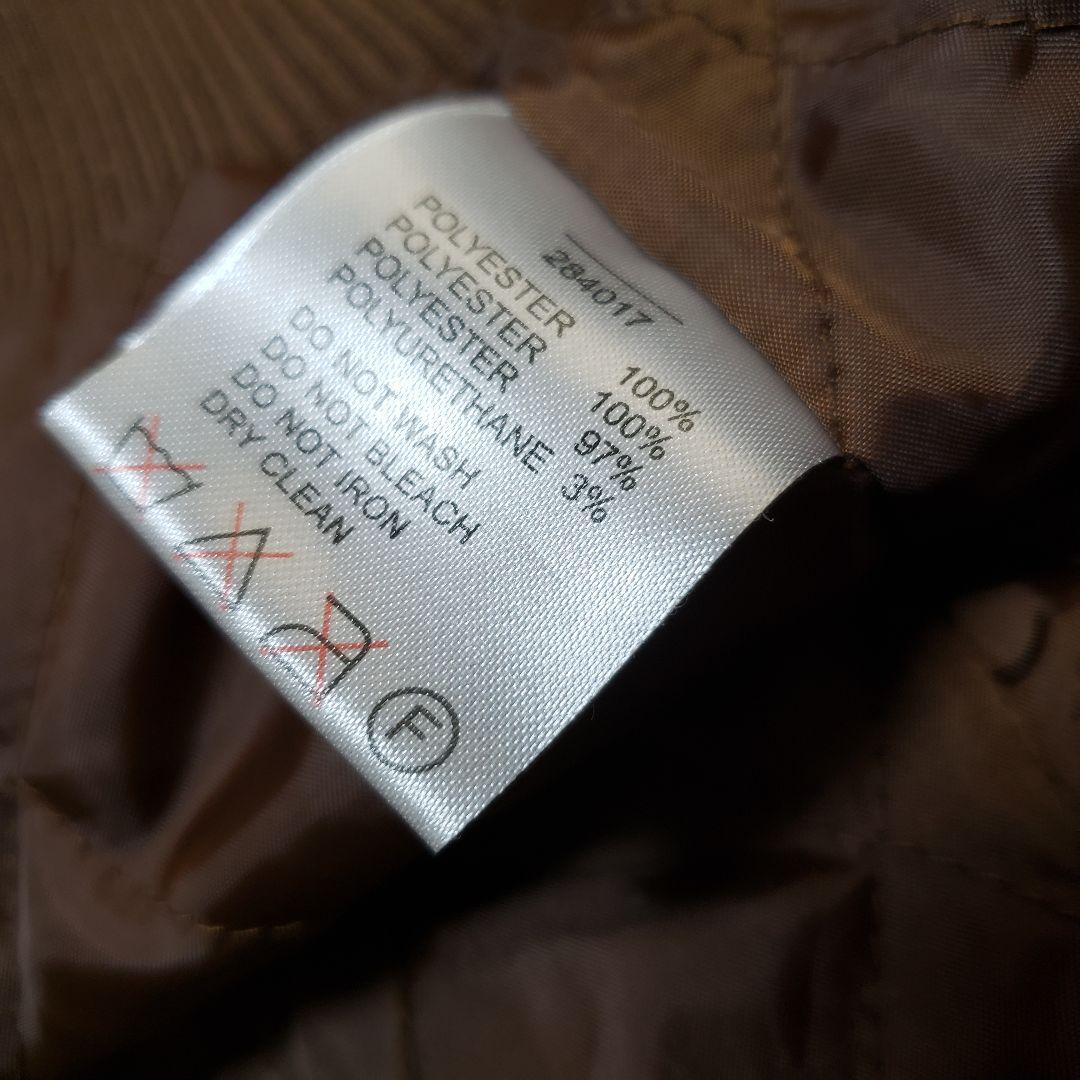 284017
POLYESTER 100%
POLYESTER 100%
POLYESTER 97%
POLYURETHANE 3%
DO NOT WASH
DO NOT BLEACH
DO NOT IRON
DRY CLEAN
F